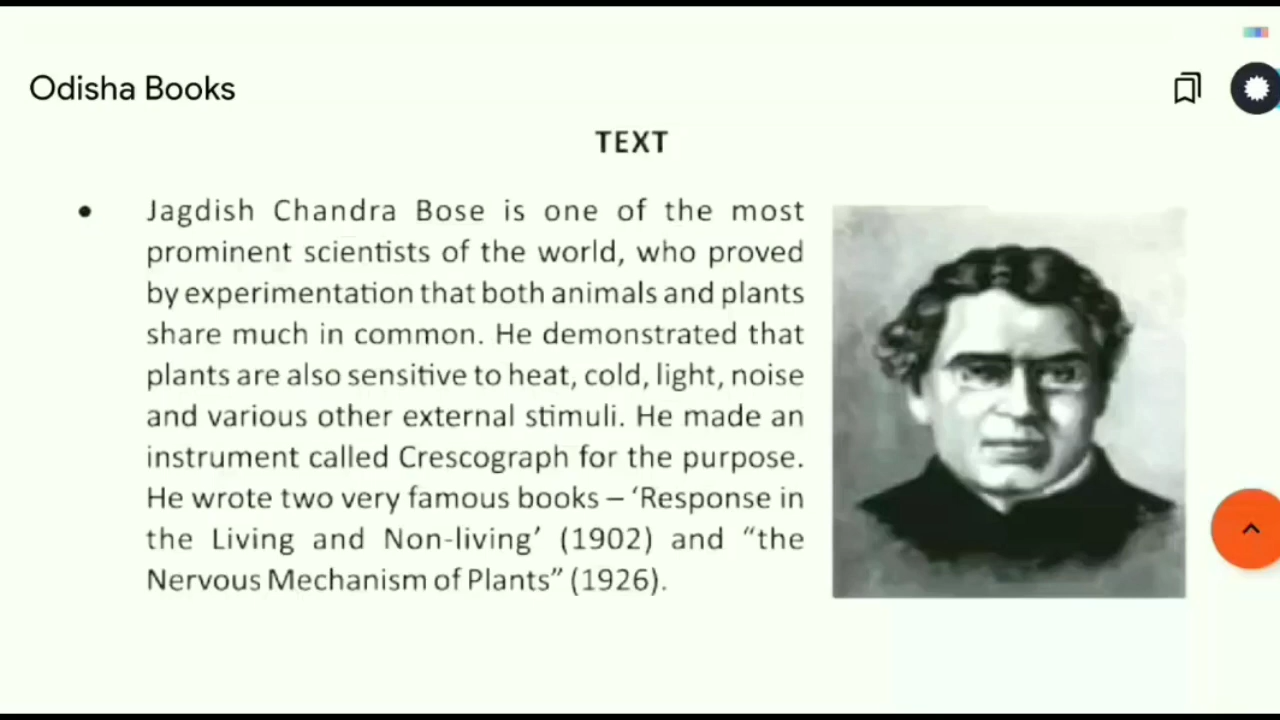 Odisha Books
TEXT
• Jagdish Chandra Bose is one of the most
prominent scientists of the world, who proved
by experimentation that both animals and plants
share much in common. He demonstrated that
plants are also sensitive to heat, cold, light, noise
and various other external stimuli. He made an
instrument called Crescograph for the purpose.
He wrote two very famous books – ‘Response in
the Living and Non-living’ (1902) and “the
Nervous Mechanism of Plants” (1926).